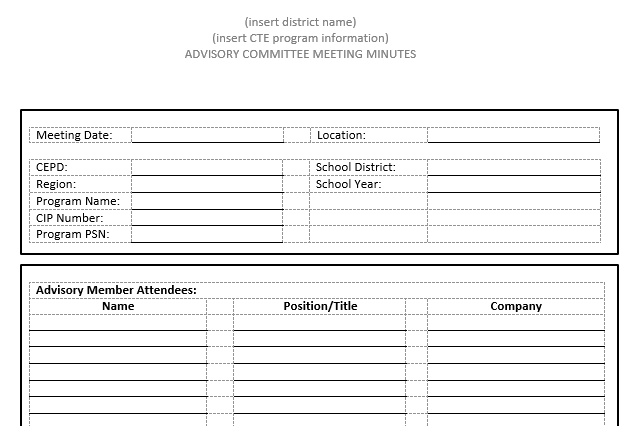 (insert district name)
(insert CTE program information)
ADVISORY COMMITTEE MEETING MINUTES
Meeting Date: Location:
CEPD: School District:
Region: School Year:
Program Name:
CIP Number:
Program PSN:
Advisory Member Attendees:
Name Position/Title Company